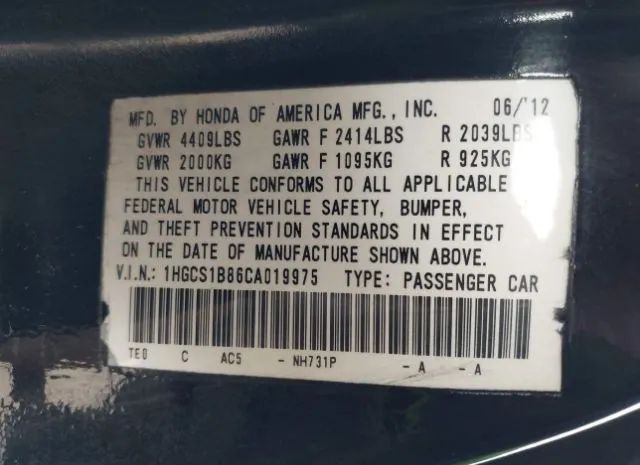 MFD. BY HONDA OF AMERICA MFG., INC. 06/'12
GVWR 4409LBS GAWR F 2414LBS R 2039LBS
GVWR 2000KG GAWR F 1095KG R 925KG
THIS VEHICLE CONFORMS TO ALL APPLICABLE
FEDERAL MOTOR VEHICLE SAFETY, BUMPER,
AND THEFT PREVENTION STANDARDS IN EFFECT
ON THE DATE OF MANUFACTURE SHOWN ABOVE.
V.I.N.: 1HGCS1B86CA019975 TYPE: PASSENGER CAR
TE0 C AC5 - NH731P - A - A